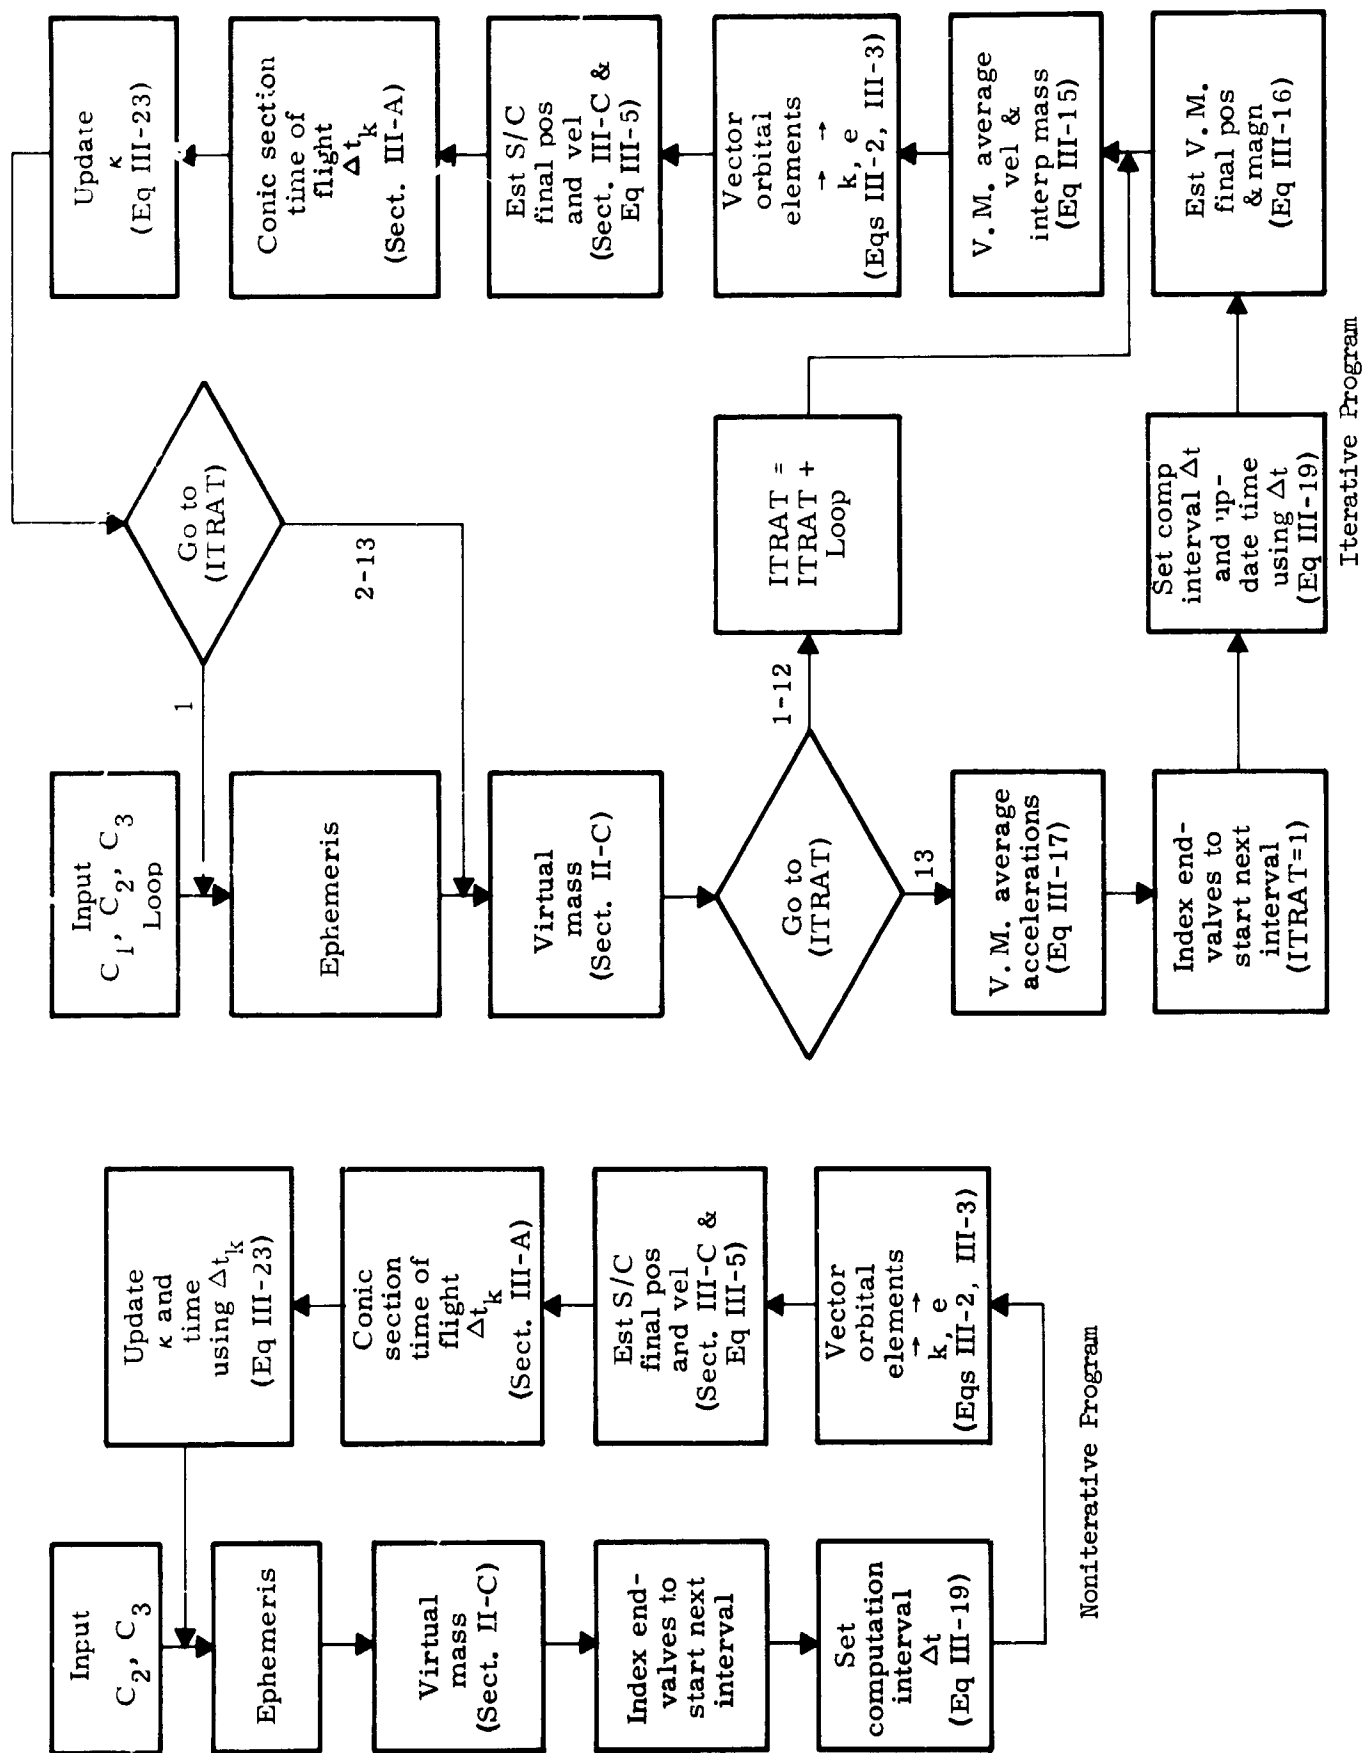 Input
C2, C3
Ephemeris
Virtual
mass
(Sect. II-C)
Index end-
valves to
start next
interval
Set
computation
interval
Δt
(Eq III-19)
Update
κ and
time
using Δtk
(Eq III-23)
Conic
section
time of
flight
Δtk
(Sect. III-A)
Est S/C
final pos
and vel
(Sect. III-C &
Eq III-5)
Vector
orbital
elements
→ →
k, e
(Eqs III-2, III-3)
Noniterative Program
Input
C1, C2, C3
Loop
Ephemeris
Virtual
mass
(Sect. II-C)
Go to
(ITRAT)
13
V. M. average
accelerations
(Eq III-17)
Index end-
valves to
start next
interval
(ITRAT=1)
1
Go to
(ITRAT)
2-13
1-12
ITRAT =
ITRAT +
Loop
Set comp
interval Δt
and up-
date time
using Δt
(Eq III-19)
Update
κ
(Eq III-23)
Conic section
time of
flight
Δtk
(Sect. III-A)
Est S/C
final pos
and vel
(Sect. III-C &
Eq III-5)
Vector
orbital
elements
→ →
k, e
(Eqs III-2, III-3)
V. M. average
vel &
interp mass
(Eq III-15)
Est V. M.
final pos
& magn
(Eq III-16)
Iterative Program